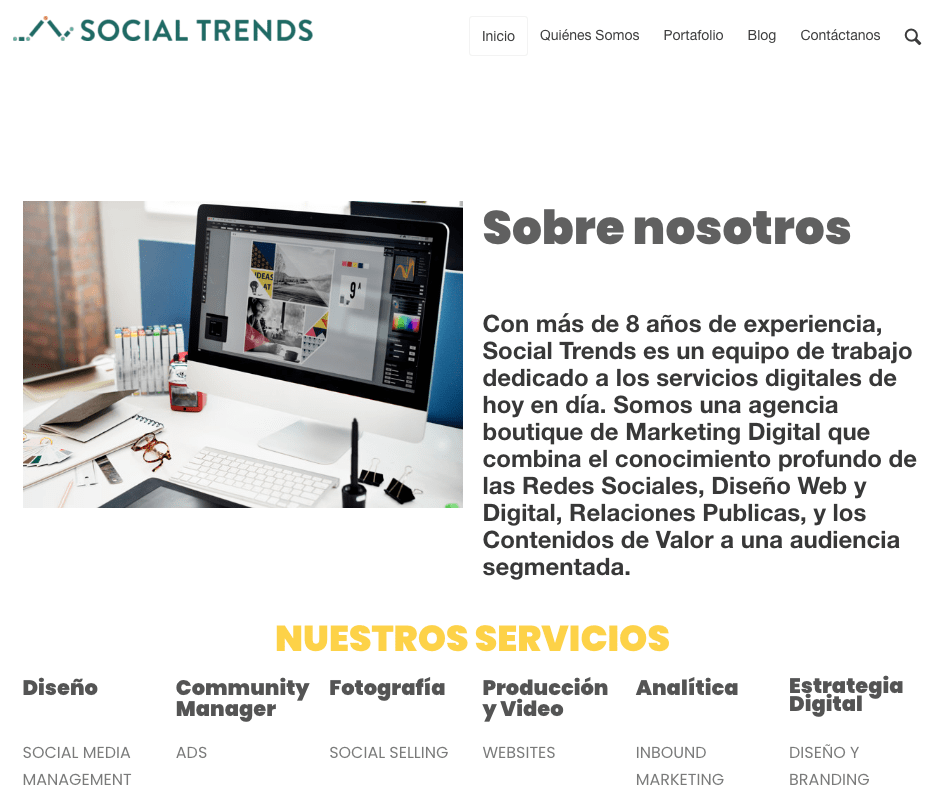 SOCIAL TRENDS
Inicio
Quiénes Somos
Portafolio
Blog
Contáctanos
IDEAS
9
Sobre nosotros
Con más de 8 años de experiencia,
Social Trends es un equipo de trabajo
dedicado a los servicios digitales de
hoy en día. Somos una agencia
boutique de Marketing Digital que
combina el conocimiento profundo de
las Redes Sociales, Diseño Web y
Digital, Relaciones Publicas, y los
Contenidos de Valor a una audiencia
segmentada.
NUESTROS SERVICIOS
Diseño
Community
Manager
Fotografía
Producción
y Video
Analítica
Estrategia
Digital
SOCIAL MEDIA
MANAGEMENT
ADS
SOCIAL SELLING
WEBSITES
INBOUND
MARKETING
DISEÑO Y
BRANDING